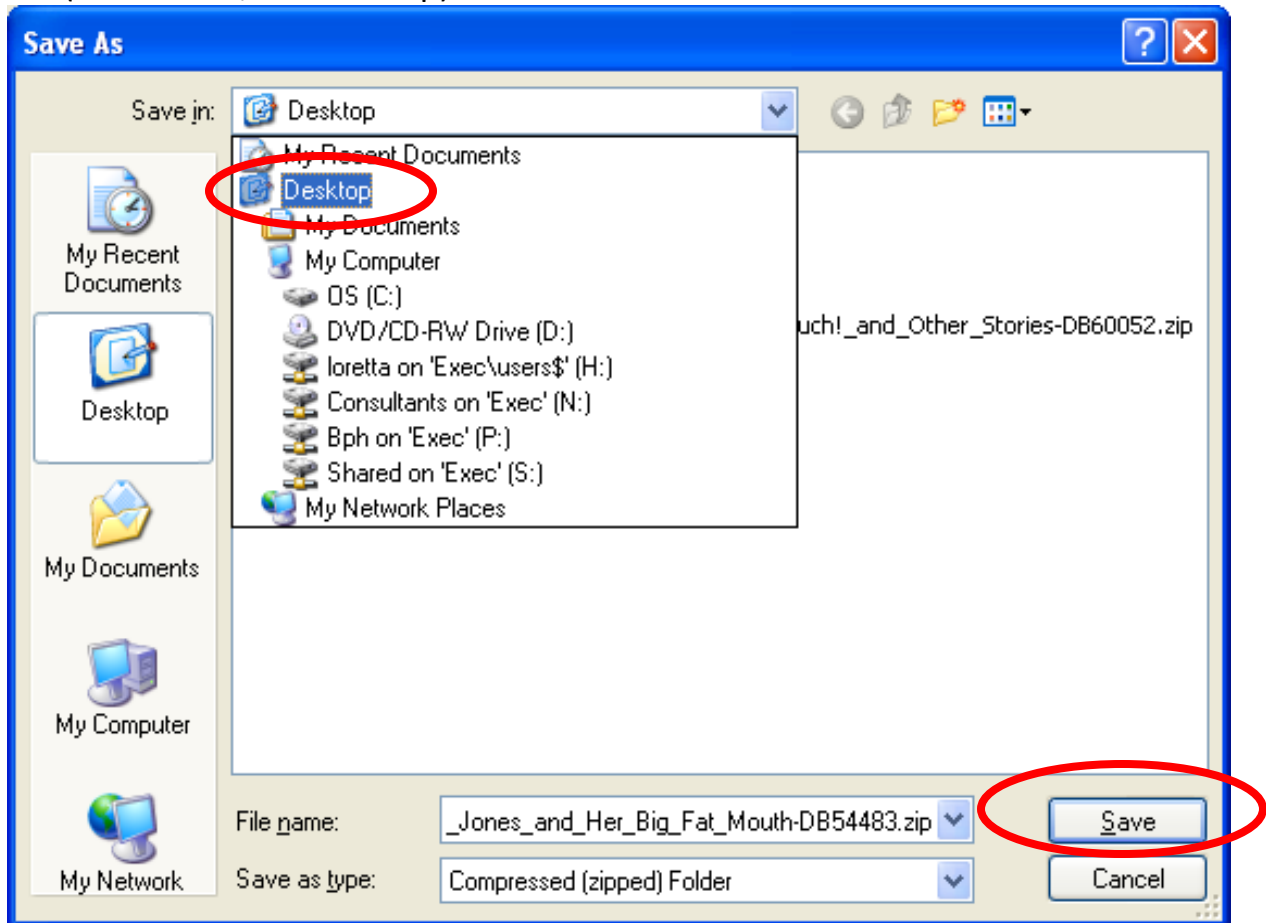 Save As
Save in: Desktop
My Recent Documents
Desktop
My Documents
My Computer
OS (C:)
DVD/CD-RW Drive (D:)
loretta on 'Exec\users$' (H:)
Consultants on 'Exec' (N:)
Bph on 'Exec' (P:)
Shared on 'Exec' (S:)
My Network Places
uch!_and_Other_Stories-DB60052.zip
My Recent
Documents
Desktop
My Documents
My Computer
My Network
File name: _Jones_and_Her_Big_Fat_Mouth-DB54483.zip Save
Save as type: Compressed (zipped) Folder Cancel